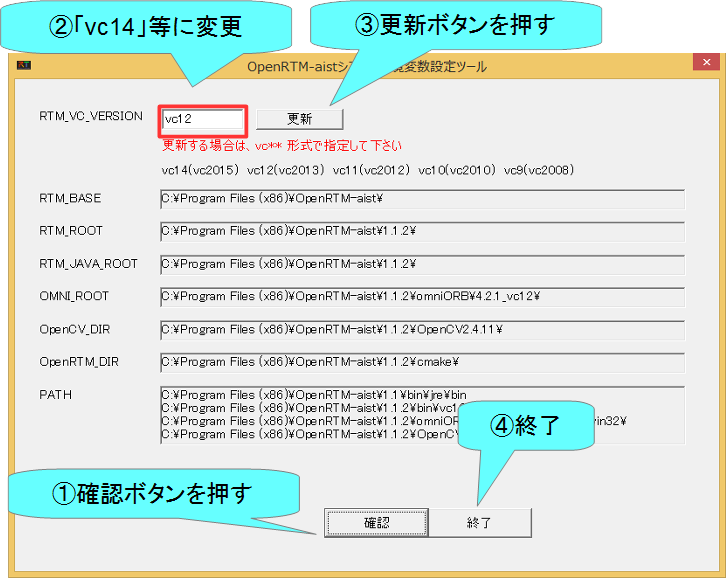 ②「vc14」等に変更
③更新ボタンを押す
OpenRTM-aistシス
境変数設定ツール
RTM_VC_VERSION
vc12
更新
更新する場合は、vc** 形式で指定して下さい
vc14(vc2015) vc12(vc2013) vc11(vc2012) vc10(vc2010) vc9(vc2008)
RTM_BASE
C:¥Program Files (x86)¥OpenRTM-aist¥
RTM_ROOT
C:¥Program Files (x86)¥OpenRTM-aist¥1.1.2¥
RTM_JAVA_ROOT
C:¥Program Files (x86)¥OpenRTM-aist¥1.1.2¥
OMNI_ROOT
C:¥Program Files (x86)¥OpenRTM-aist¥1.1.2¥omniORB¥4.2.1_vc12¥
OpenCV_DIR
C:¥Program Files (x86)¥OpenRTM-aist¥1.1.2¥OpenCV2.4.11¥
OpenRTM_DIR
C:¥Program Files (x86)¥OpenRTM-aist¥1.1.2¥cmake¥
PATH
C:¥Program Files (x86)¥OpenRTM-aist¥1.1¥bin¥jre¥bin
C:¥Program Files (x86)¥OpenRTM-aist¥1.1.2¥bin¥vc1
C:¥Program Files (x86)¥OpenRTM-aist¥1.1.2¥omniOR in32¥
C:¥Program Files (x86)¥OpenRTM-aist¥1.1.2¥OpenCV
④終了
①確認ボタンを押す
確認
終了